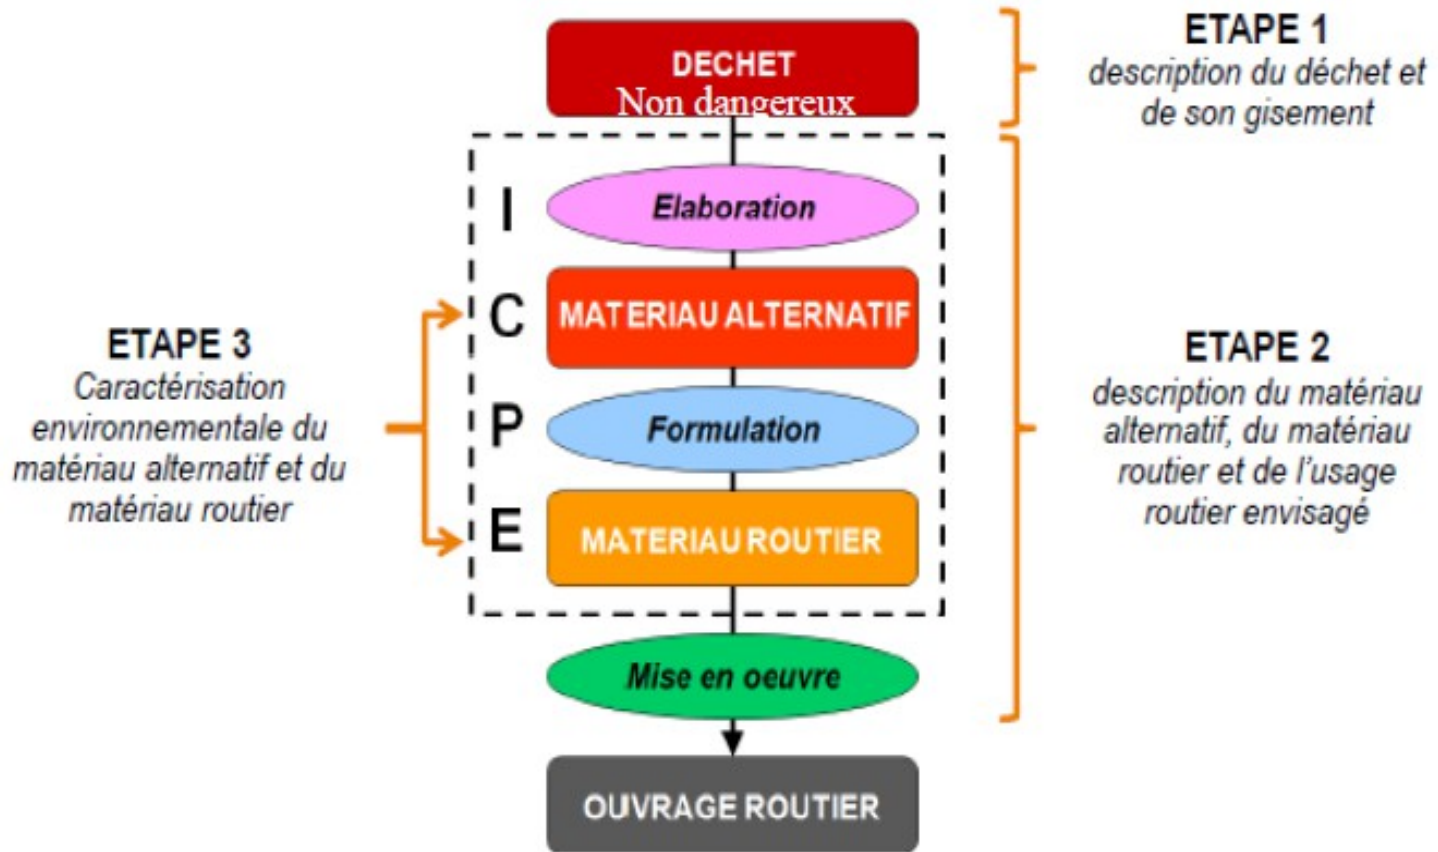 DECHET
Non dangereux
ETAPE 1
description du déchet et
de son gisement
I
Elaboration
C
MATERIAU ALTERNATIF
P
Formulation
E
MATERIAU ROUTIER
Mise en oeuvre
OUVRAGE ROUTIER
ETAPE 3
Caractérisation
environnementale du
matériau alternatif et du
matériau routier
ETAPE 2
description du matériau
alternatif, du matériau
routier et de l'usage
routier envisagé